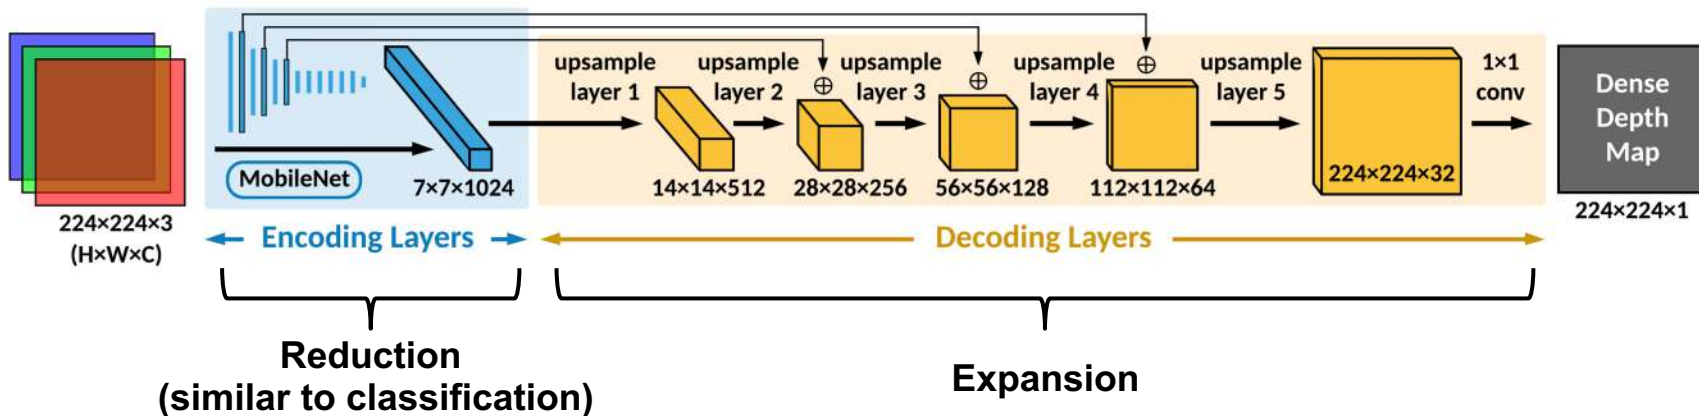 224×224×3
(H×W×C)
MobileNet
7×7×1024
Encoding Layers
upsample
layer 1
14×14×512
upsample
layer 2
⊕
28×28×256
upsample
layer 3
⊕
56×56×128
upsample
layer 4
⊕
112×112×64
upsample
layer 5
224×224×32
1×1
conv
Decoding Layers
Dense
Depth
Map
224×224×1
Reduction
(similar to classification)
Expansion